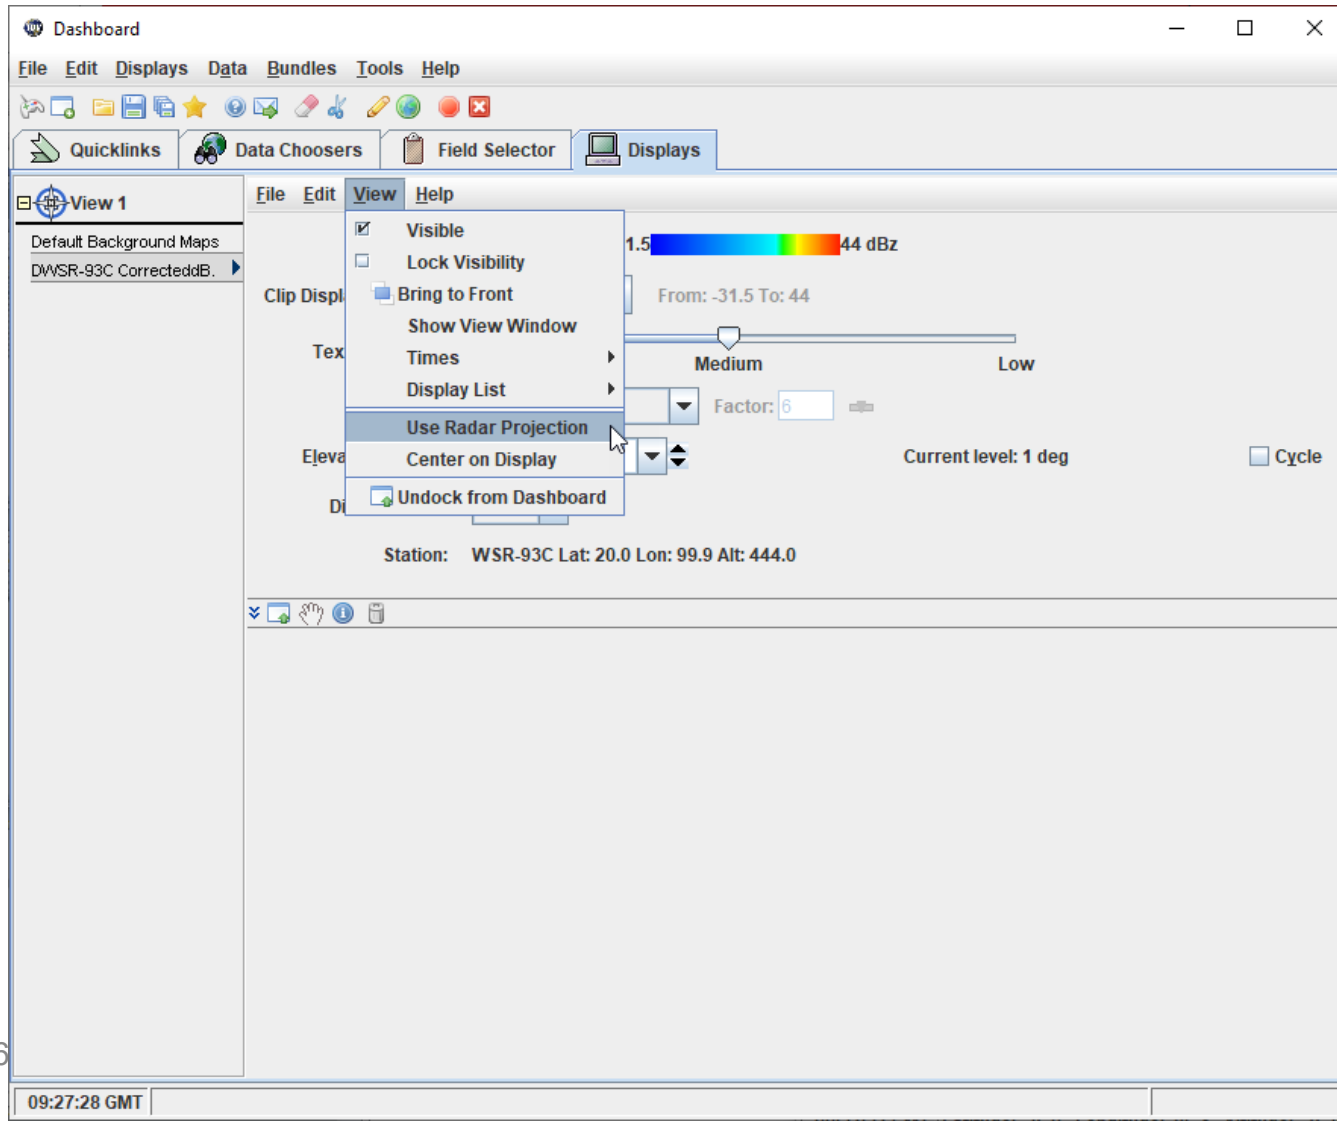 Dashboard
File Edit Displays Data Bundles Tools Help
Quicklinks Data Choosers Field Selector Displays
View 1
Default Background Maps
DWSR-93C CorrecteddB.
File Edit View Help
Visible
Lock Visibility
Bring to Front
Show View Window
Times
Display List
Use Radar Projection
Center on Display
Undock from Dashboard
1.5 44 dBz
Clip Displ From: -31.5 To: 44
Tex
Medium Low
Factor: 6
Eleva Current level: 1 deg Cycle
Di
Station: WSR-93C Lat: 20.0 Lon: 99.9 Alt: 444.0
09:27:28 GMT